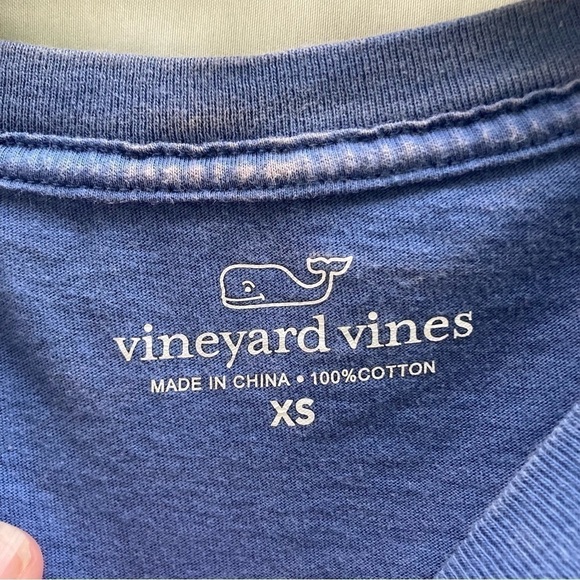 vineyard vines
MADE IN CHINA • 100%COTTON
XS